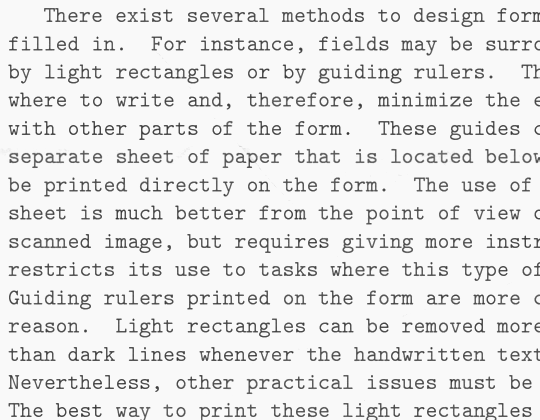 There exist several methods to design form
filled in. For instance, fields may be surro
by light rectangles or by guiding rulers. Th
where to write and, therefore, minimize the e
with other parts of the form. These guides c
separate sheet of paper that is located below
be printed directly on the form. The use of
sheet is much better from the point of view o
scanned image, but requires giving more instr
restricts its use to tasks where this type of
Guiding rulers printed on the form are more c
reason. Light rectangles can be removed more
than dark lines whenever the handwritten text
Nevertheless, other practical issues must be
The best way to print these light rectangles